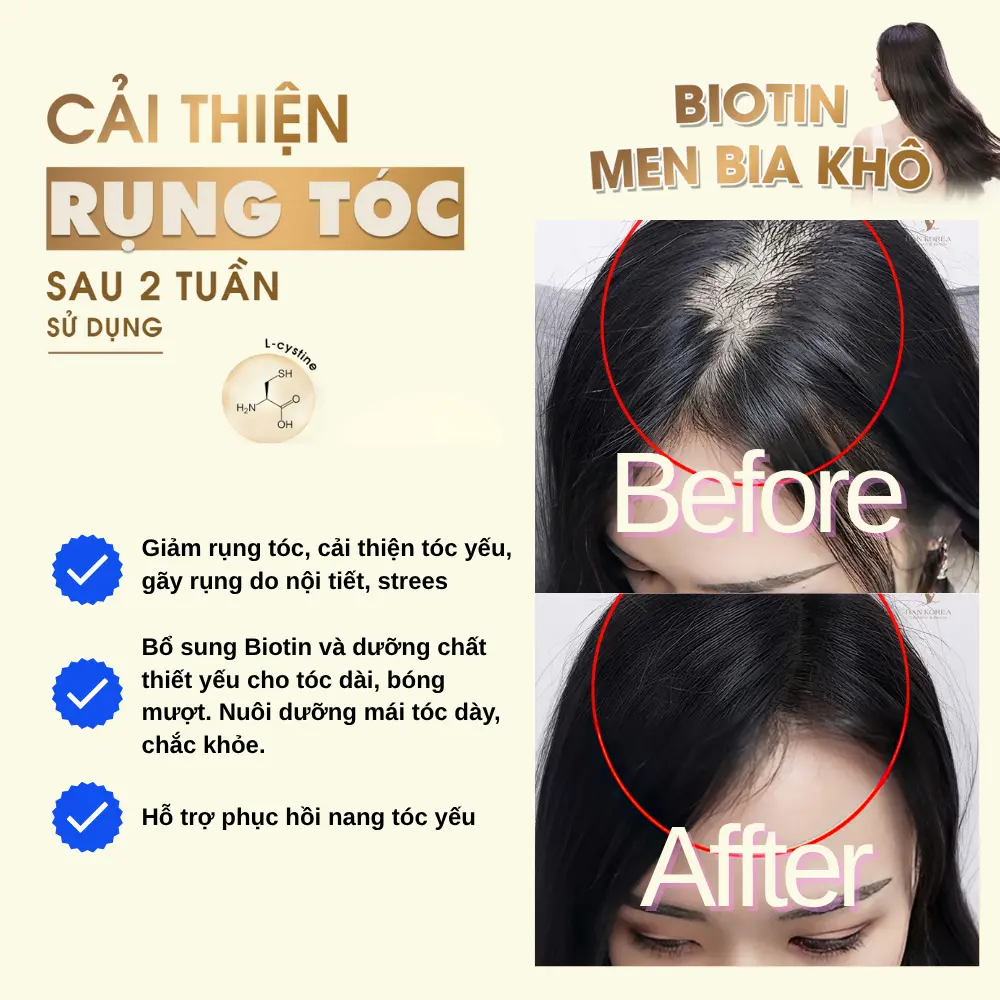 CẢI THIỆN
RỤNG TÓC
SAU 2 TUẦN
SỬ DỤNG
L-cystine
SH
H₂N
O
OH
Giảm rụng tóc, cải thiện tóc yếu,
gãy rụng do nội tiết, strees
Bổ sung Biotin và dưỡng chất
thiết yếu cho tóc dài, bóng
mượt. Nuôi dưỡng mái tóc dày,
chắc khỏe.
Hỗ trợ phục hồi nang tóc yếu
BIOTIN
MEN BIA KHÔ
KOREA
Before
KOREA
Affter